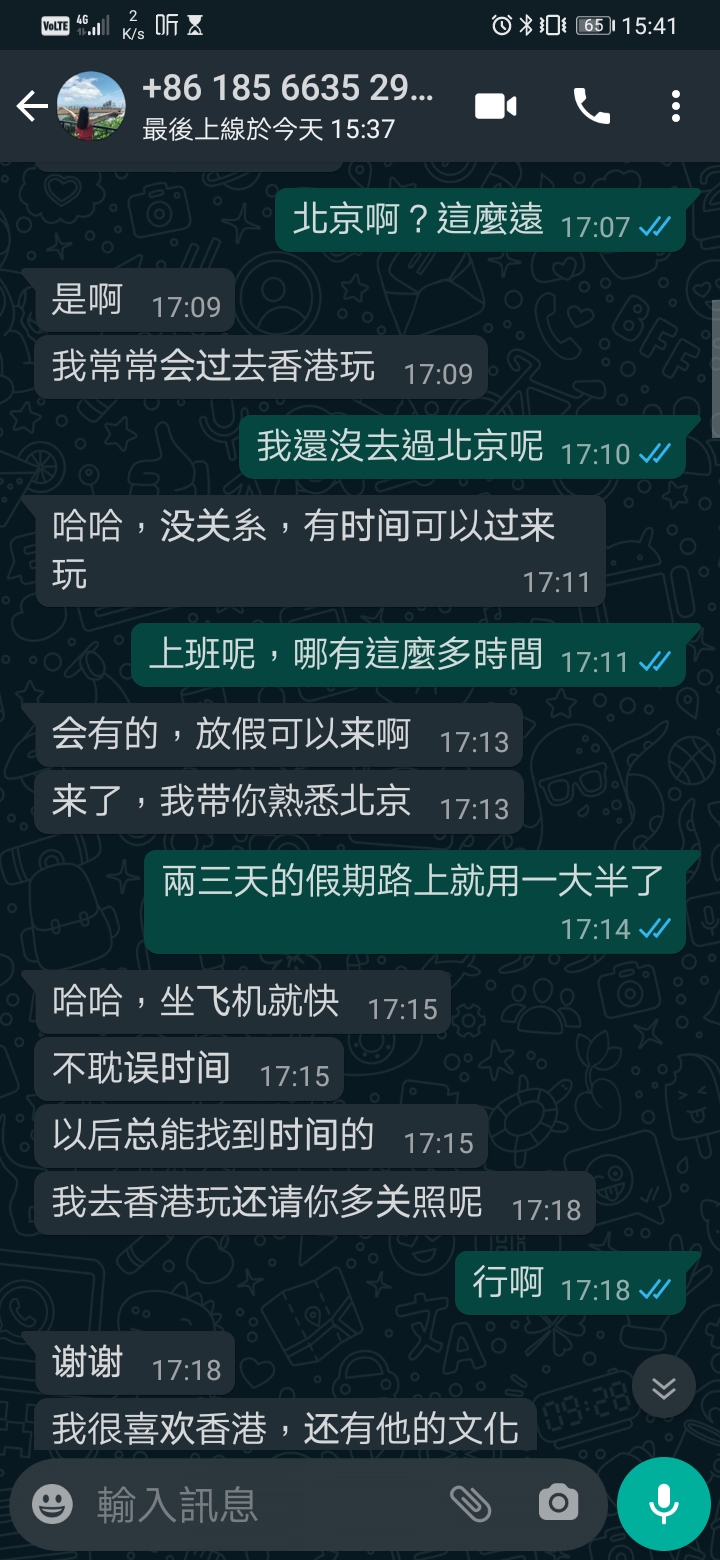 VoLTE 4G 2 K/s 听 65 15:41
+86 185 6635 29...
最後上線於今天 15:37
北京啊？這麼遠 17:07
是啊 17:09
我常常会过去香港玩 17:09
我還沒去過北京呢 17:10
哈哈，没关系，有时间可以过来
玩 17:11
上班呢，哪有這麼多時間 17:11
会有的，放假可以来啊 17:13
来了，我带你熟悉北京 17:13
兩三天的假期路上就用一大半了
17:14
哈哈，坐飞机就快 17:15
不耽误时间 17:15
以后总能找到时间的 17:15
我去香港玩还请你多关照呢 17:18
行啊 17:18
谢谢 17:18
我很喜欢香港，还有他的文化
輸入訊息